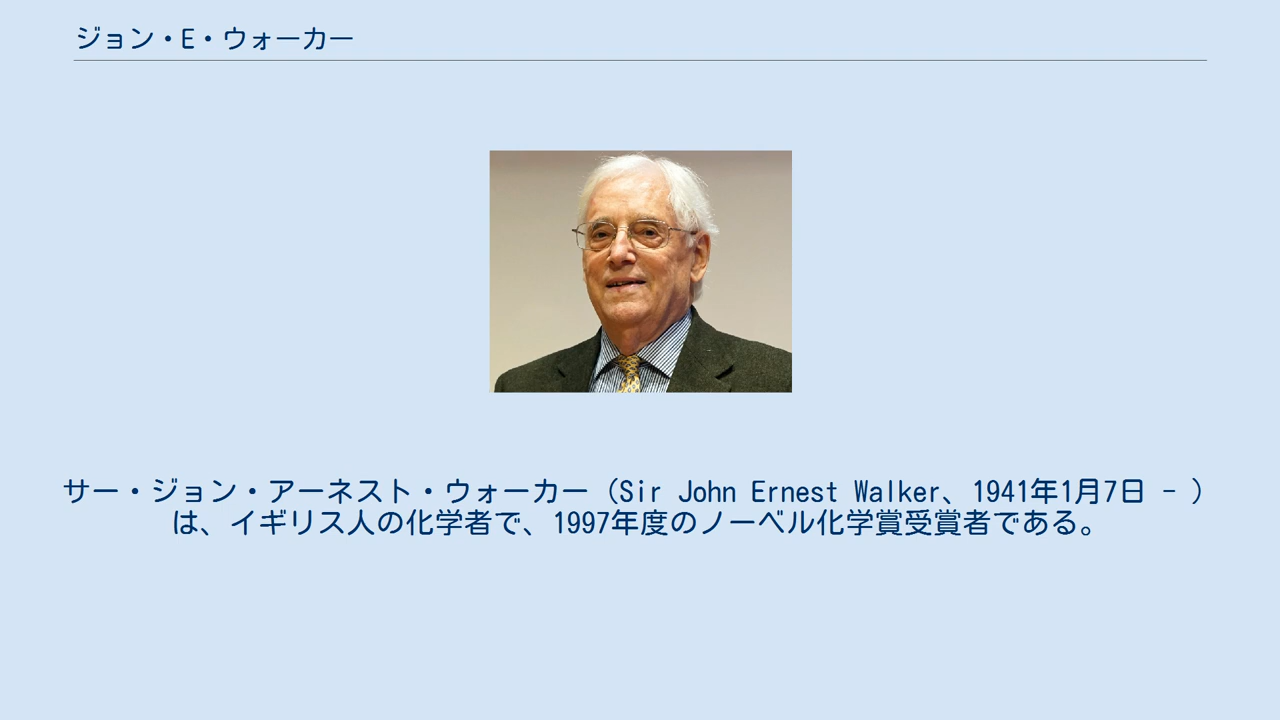 ジョン・E・ウォーカー
サー・ジョン・アーネスト・ウォーカー（Sir John Ernest Walker、1941年1月7日 - ）
は、イギリス人の化学者で、1997年度のノーベル化学賞受賞者である。